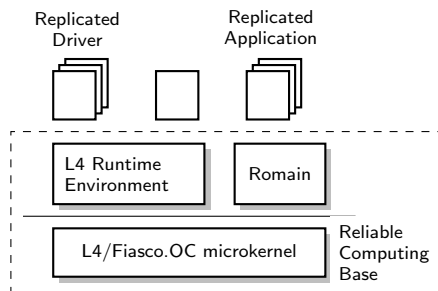 Replicated
Driver
Replicated
Application
L4 Runtime
Environment
Romain
L4/Fiasco.OC microkernel
Reliable
Computing
Base